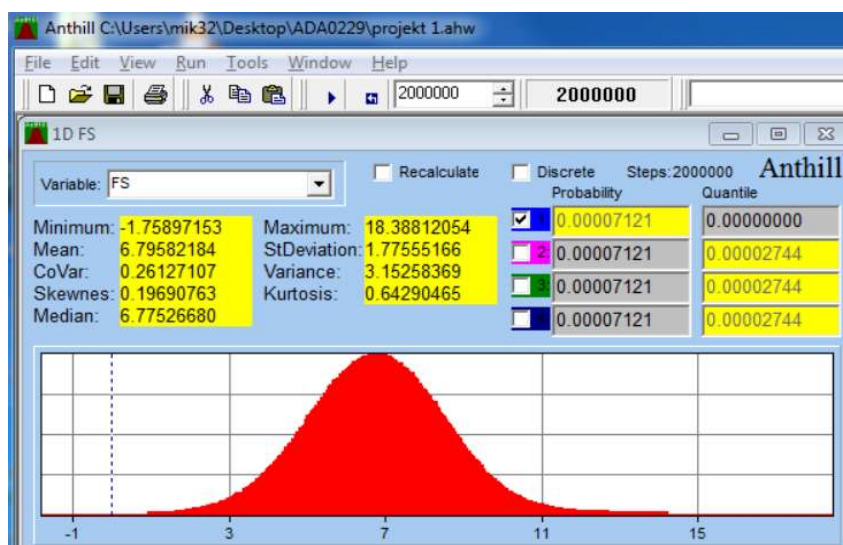 Anthill C:\Users\mik32\Desktop\ADA0229\projekt 1.ahw
File Edit View Run Tools Window Help
2000000 2000000
1D FS
Variable: FS
Recalculate
Discrete Steps:2000000 Anthill
Probability Quantile
Minimum: -1.75897153 Maximum: 18.38812054
Mean: 6.79582184 StDeviation: 1.77555166
CoVar: 0.26127107 Variance: 3.15258369
Skewnes: 0.19690763 Kurtosis: 0.64290465
Median: 6.77526680
0.00007121 0.00000000
2: 0.00007121 0.00002744
3: 0.00007121 0.00002744
0.00007121 0.00002744
-1 3 7 11 15